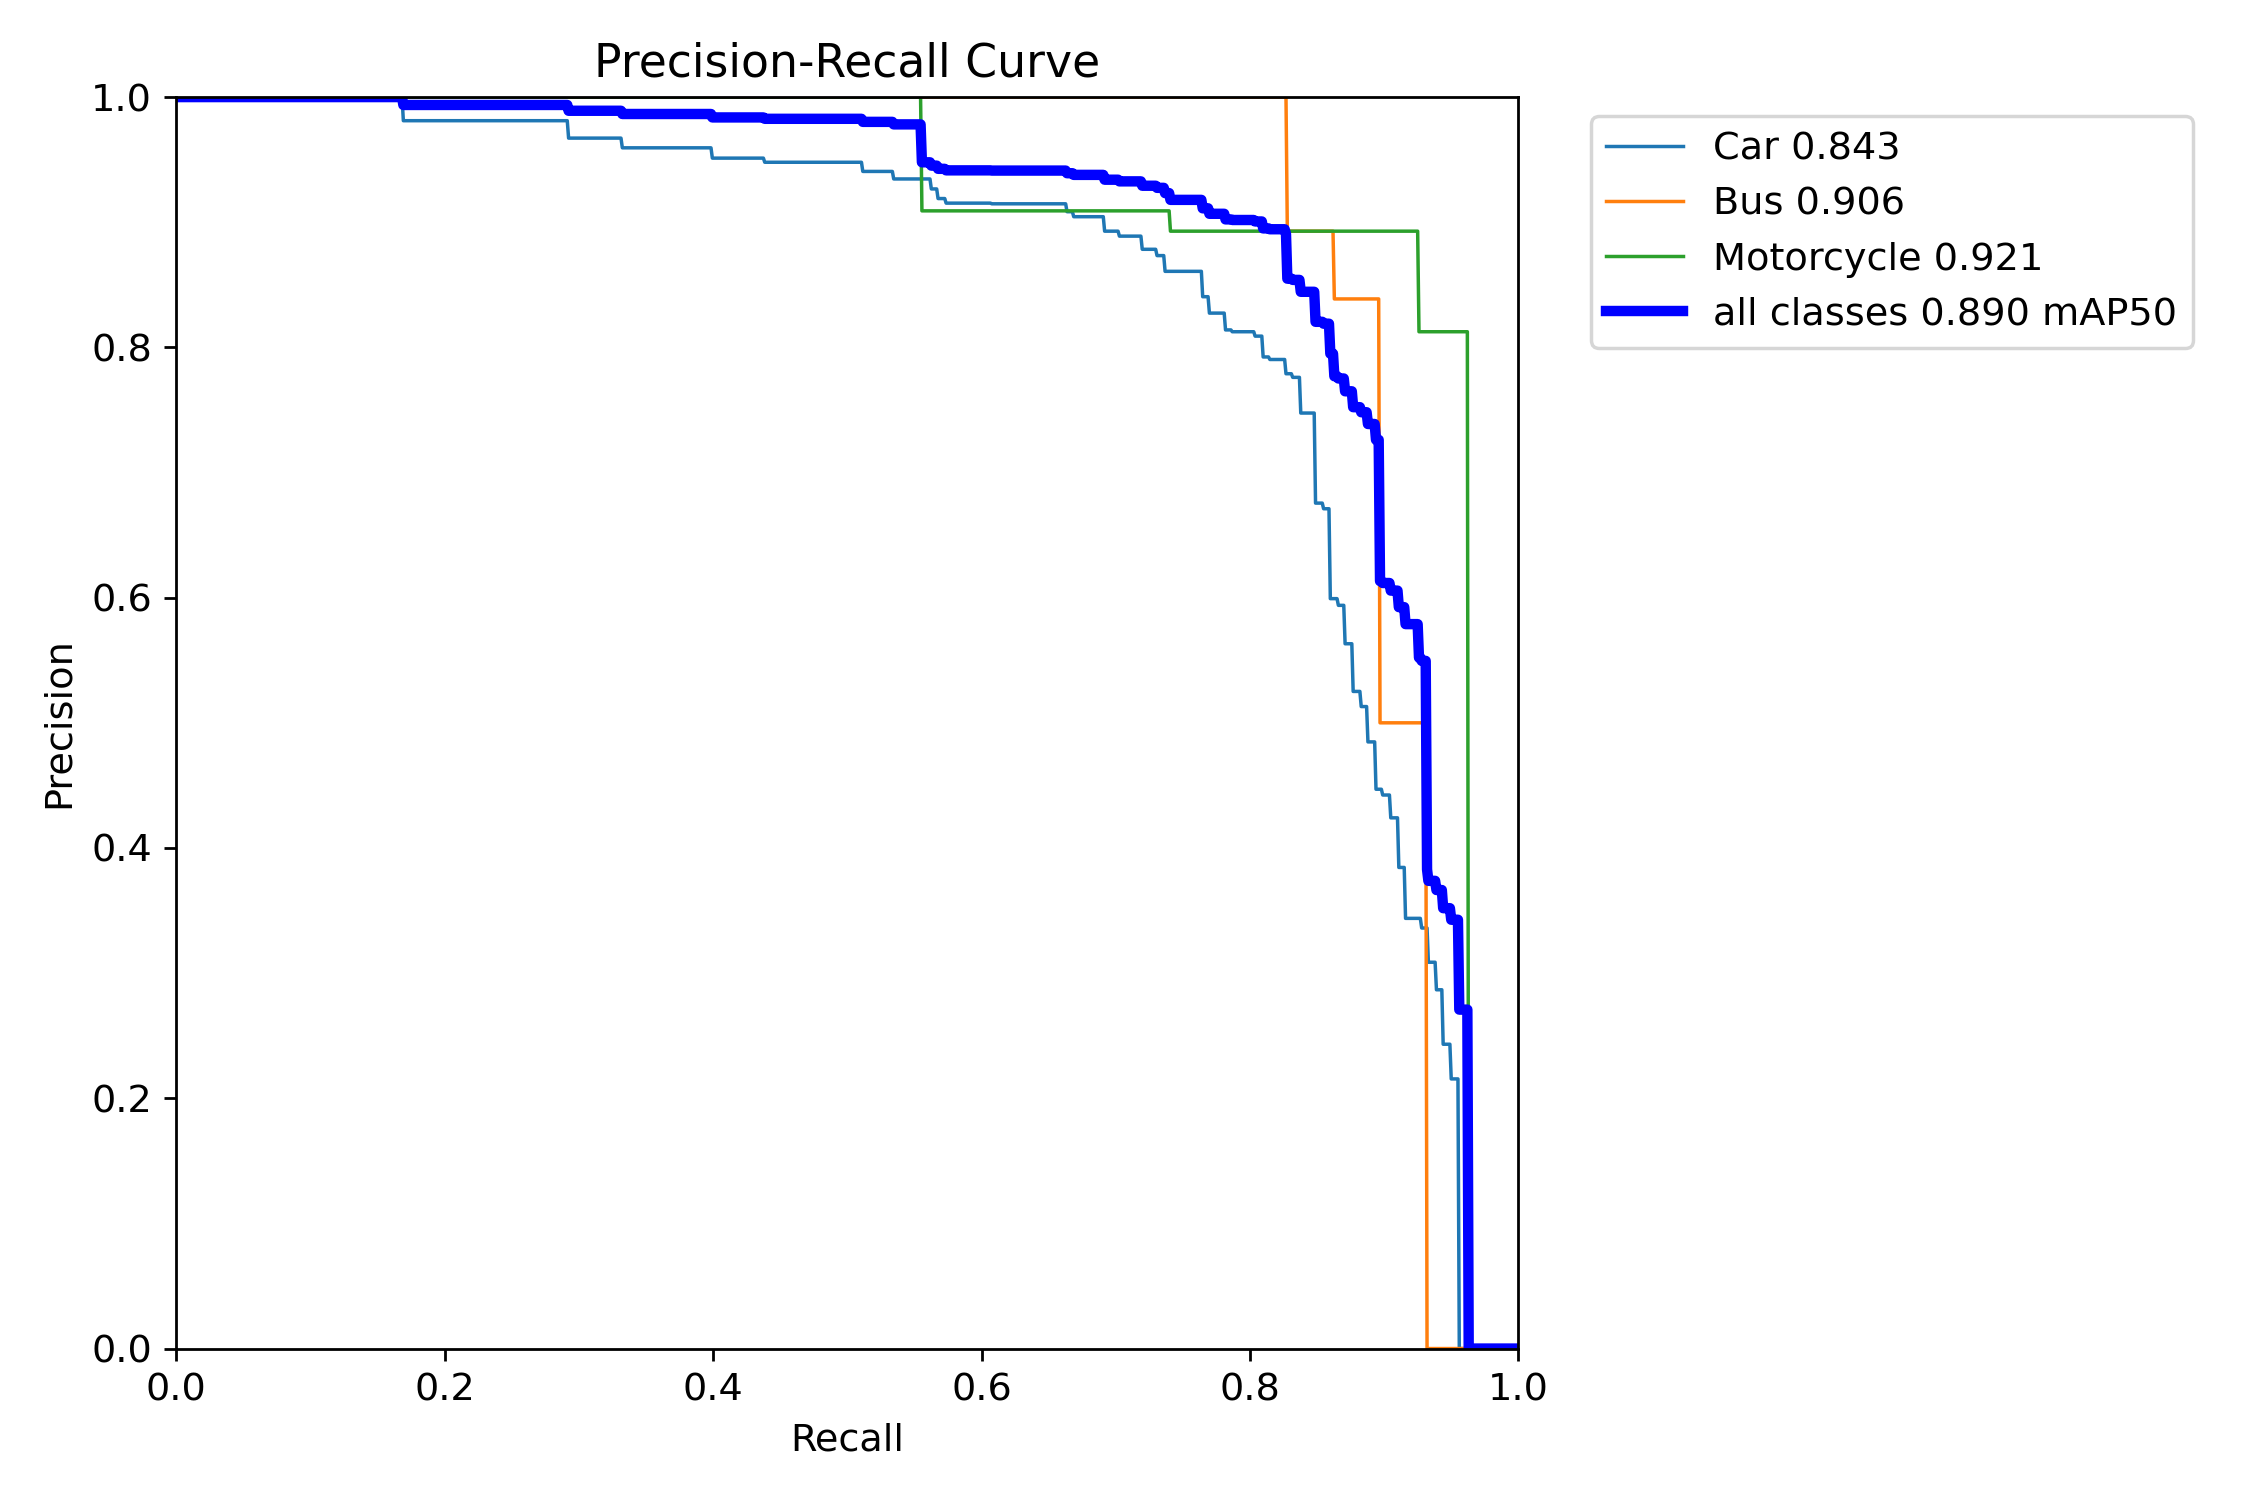 Precision-Recall Curve
1.0
0.8
0.6
0.4
0.2
0.0
Precision
0.0 0.2 0.4 0.6 0.8 1.0
Recall
Car 0.843
Bus 0.906
Motorcycle 0.921
all classes 0.890 mAP50